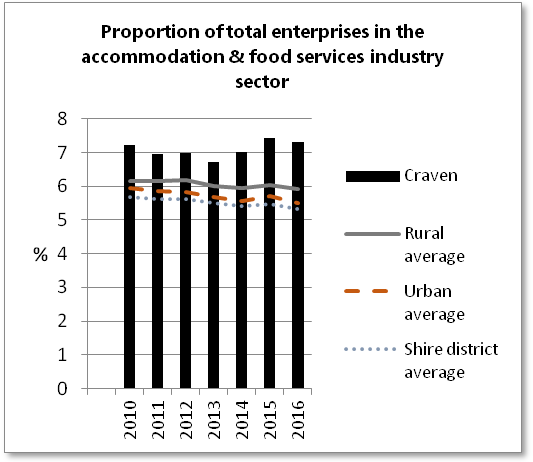 Proportion of total enterprises in the
accommodation & food services industry
sector
8
7
6
5
%
4
3
2
1
0
2010
2011
2012
2013
2014
2015
2016
Craven
Rural
average
Urban
average
Shire district
average